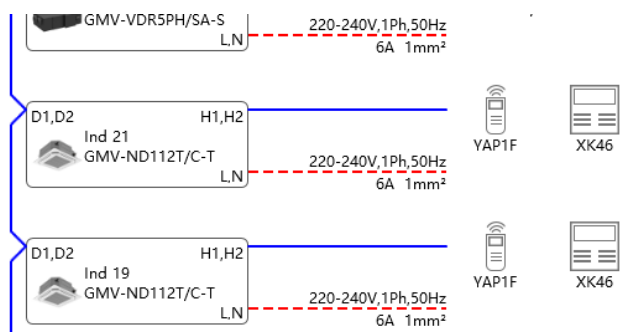 GMV-VDR5PH/SA-S
L,N
220-240V,1Ph,50Hz
6A 1mm²
D1,D2
H1,H2
Ind 21
GMV-ND112T/C-T
L,N
220-240V,1Ph,50Hz
6A 1mm²
YAP1F
XK46
D1,D2
H1,H2
Ind 19
GMV-ND112T/C-T
L,N
220-240V,1Ph,50Hz
6A 1mm²
YAP1F
XK46